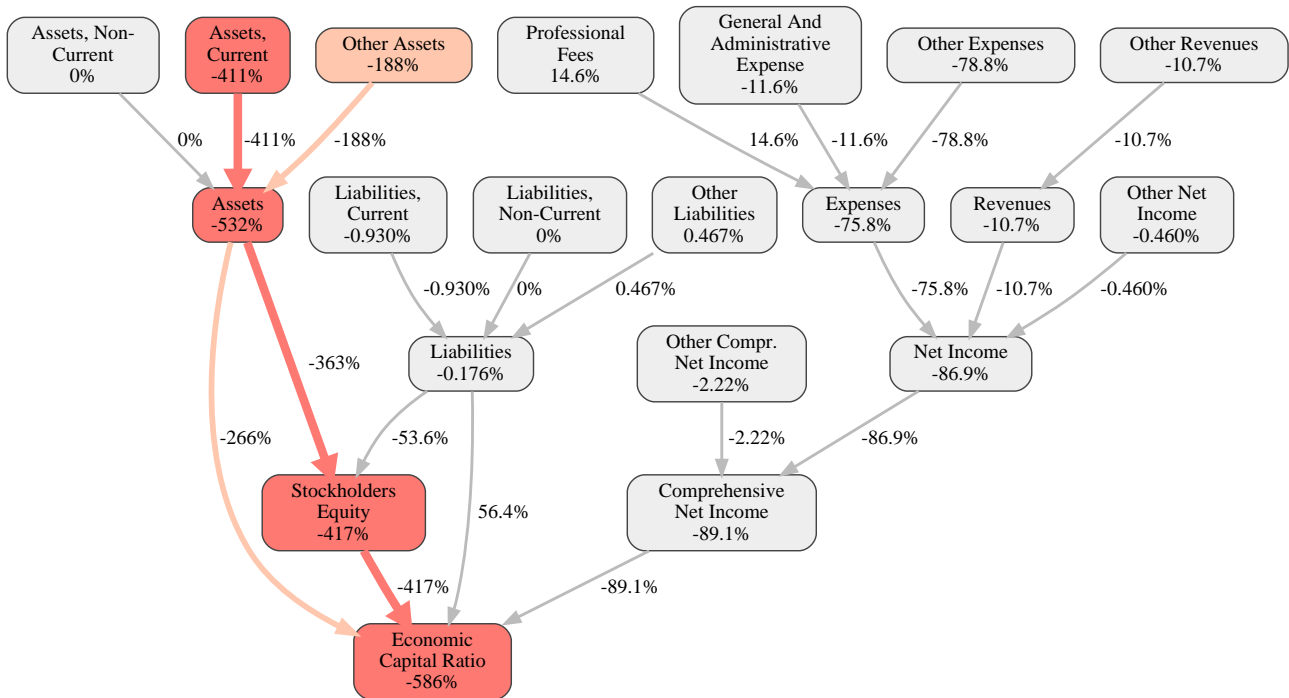 Assets, Non-
Current
0%
Assets,
Current
-411%
Other Assets
-188%
Professional
Fees
14.6%
General And
Administrative
Expense
-11.6%
Other Expenses
-78.8%
Other Revenues
-10.7%
0%
-411%
-188%
14.6%
-11.6%
-78.8%
-10.7%
Assets
-532%
Liabilities,
Current
-0.930%
Liabilities,
Non-Current
0%
Other
Liabilities
0.467%
Expenses
-75.8%
Revenues
-10.7%
Other Net
Income
-0.460%
-0.930%
0%
0.467%
-75.8%
-10.7%
-0.460%
-363%
Liabilities
-0.176%
Other Compr.
Net Income
-2.22%
Net Income
-86.9%
-266%
-53.6%
-2.22%
-86.9%
Stockholders
Equity
-417%
56.4%
Comprehensive
Net Income
-89.1%
-417%
-89.1%
Economic
Capital Ratio
-586%